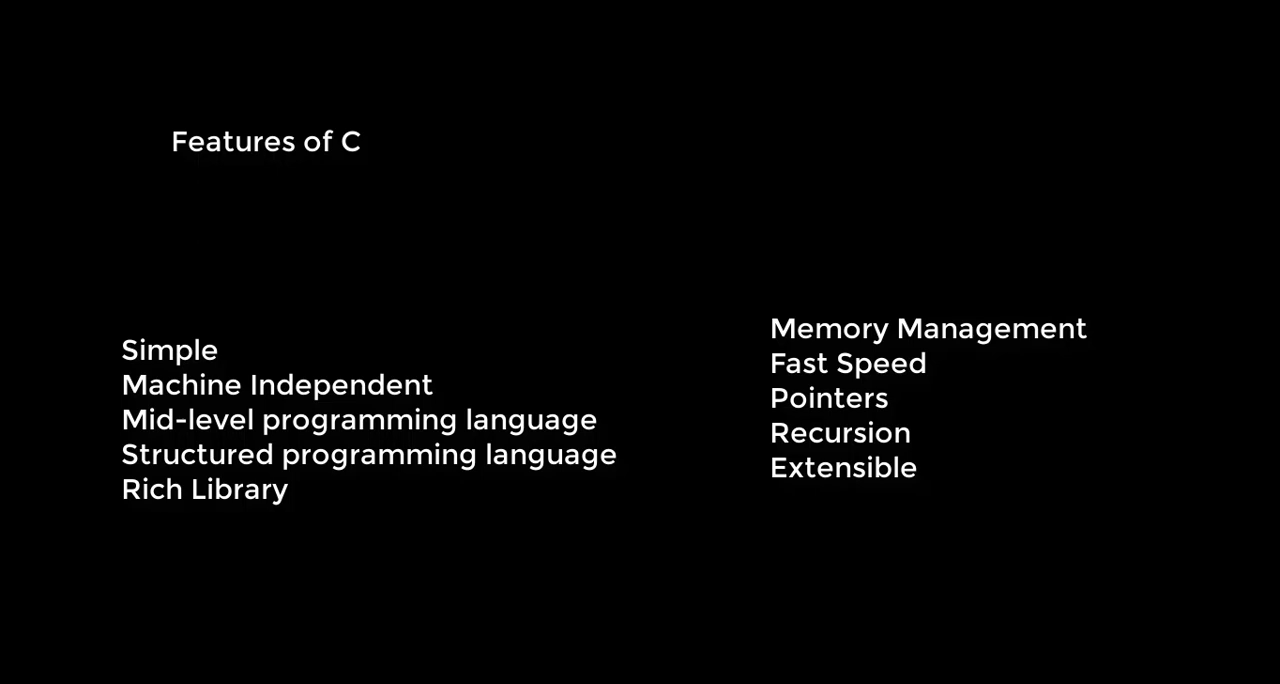 Features of C
Simple
Machine Independent
Mid-level programming language
Structured programming language
Rich Library
Memory Management
Fast Speed
Pointers
Recursion
Extensible